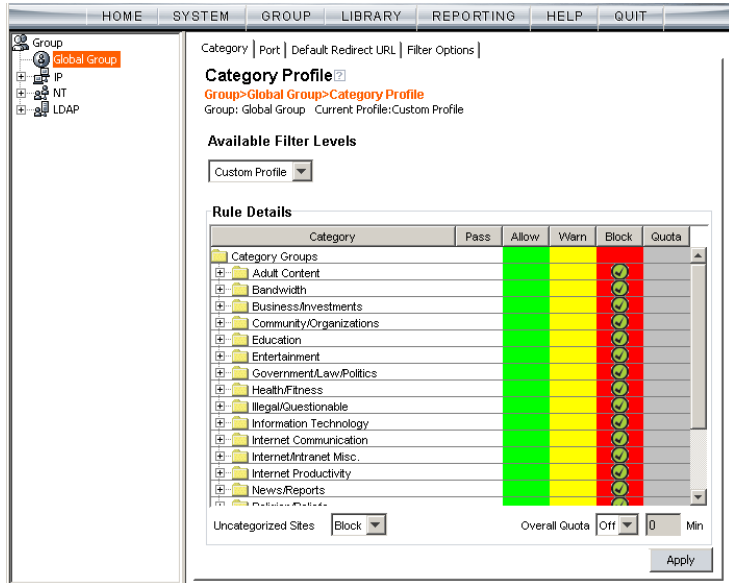 HOME SYSTEM GROUP LIBRARY REPORTING HELP QUIT
Group
Global Group
IP
NT
LDAP
Category Port Default Redirect URL Filter Options
Category Profile ?
Group>Global Group>Category Profile
Group: Global Group Current Profile:Custom Profile
Available Filter Levels
Custom Profile
Rule Details
Category Pass Allow Warn Block Quota
Category Groups
Adult Content
Bandwidth
Business/Investments
Community/Organizations
Education
Entertainment
Government/Law/Politics
Health/Fitness
Illegal/Questionable
Information Technology
Internet Communication
Internet/Intranet Misc.
Internet Productivity
News/Reports
Uncategorized Sites Block Overall Quota Off 0 Min
Apply